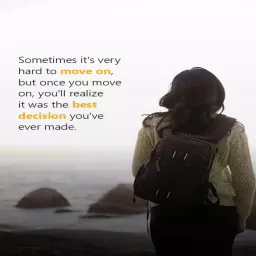 Sometimes it's very
hard to move on,
but once you move
on, you'll realize
it was the best
decision you've
ever made.